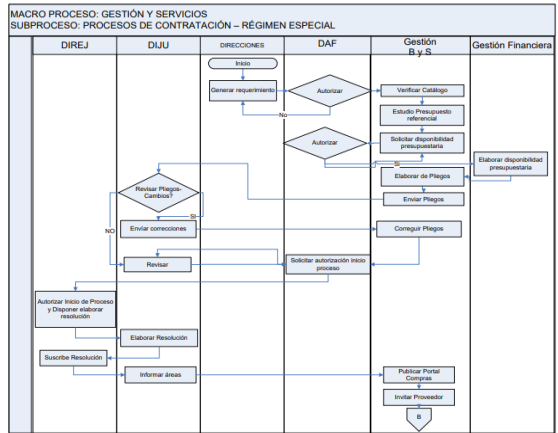 MACRO PROCESO: GESTIÓN Y SERVICIOS
SUBPROCESO: PROCESOS DE CONTRATACIÓN – RÉGIMEN ESPECIAL
DIREJ
DIJU
DIRECCIONES
DAF
Gestión
B y S
Gestión Financiera
Inicio
Generar requerimiento
Autorizar
Verificar Catálogo
No
Estudio Presupuesto
referencial
Autorizar
Solicitar disponibilidad
presupuestaria
Si
Elaborar disponibilidad
presupuestaria
Revisar Pliegos-
Cambios?
Elaborar de Pliegos
Enviar Pliegos
SI
NO
Enviar correcciones
Correguir Pliegos
Revisar
Solicitar autorización inicio
proceso
Autorizar Inicio de Proceso
y Disponer elaborar
resolución
Elaborar Resolución
Suscribe Resolución
Informar áreas
Publicar Portal
Compras
Invitar Proveedor
B